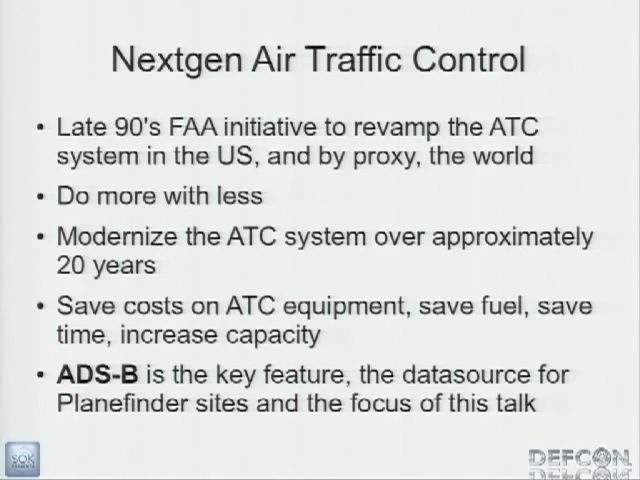 Nextgen Air Traffic Control
• Late 90's FAA initiative to revamp the ATC
system in the US, and by proxy, the world
• Do more with less
• Modernize the ATC system over approximately
20 years
• Save costs on ATC equipment, save fuel, save
time, increase capacity
• ADS-B is the key feature, the datasource for
Planefinder sites and the focus of this talk
SOK
DEFCON